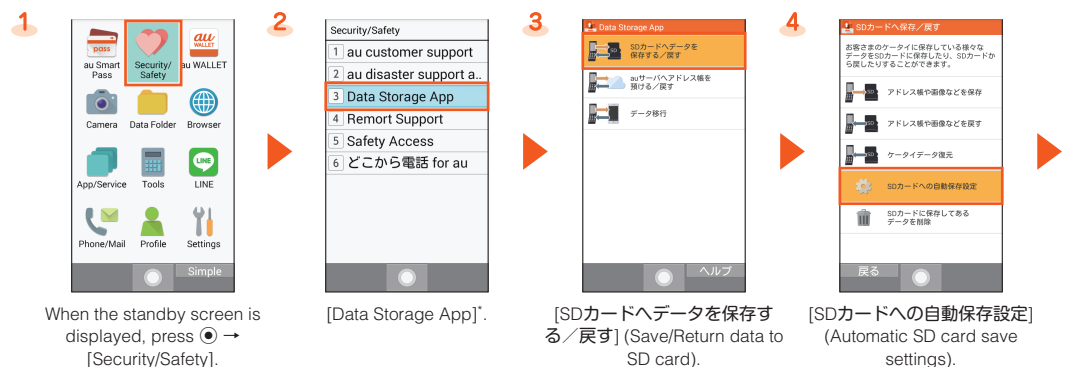 1
pass
au
WALLET
au Smart
Pass
Security/
Safety
au WALLET
Camera
Data Folder
Browser
LINE
App/Service
Tools
LINE
Phone/Mail
Profile
Settings
Simple
When the standby screen is
displayed, press ◉ →
[Security/Safety].
2
Security/Safety
1 au customer support
2 au disaster support a..
3 Data Storage App
4 Remort Support
5 Safety Access
6 どこから電話 for au
[Data Storage App]*.
3
Data Storage App
SD
SDカードへデータを
保存する／戻す
auサーバへアドレス帳を
預ける／戻す
データ移行
ヘルプ
[SDカードへデータを保存す
る／戻す] (Save/Return data to
SD card).
4
SDカードへ保存／戻す
お客さまのケータイに保存している様々な
データをSDカードに保存したり、SDカードか
ら戻したりすることができます。
SD
アドレス帳や画像などを保存
SD
アドレス帳や画像などを戻す
SD
ケータイデータ復元
SDカードへの自動保存設定
SDカードに保存してある
データを削除
戻る
[SDカードへの自動保存設定]
(Automatic SD card save
settings).